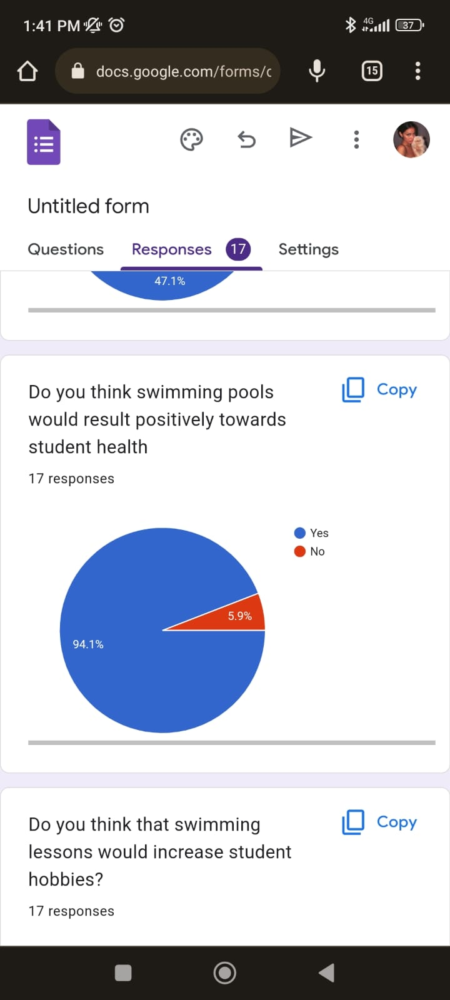 1:41 PM
4G
37
docs.google.com/forms/
15
Untitled form
Questions
Responses 17
Settings
47.1%
Do you think swimming pools
would result positively towards
student health
Copy
17 responses
Yes
No
5.9%
94.1%
Do you think that swimming
lessons would increase student
hobbies?
Copy
17 responses